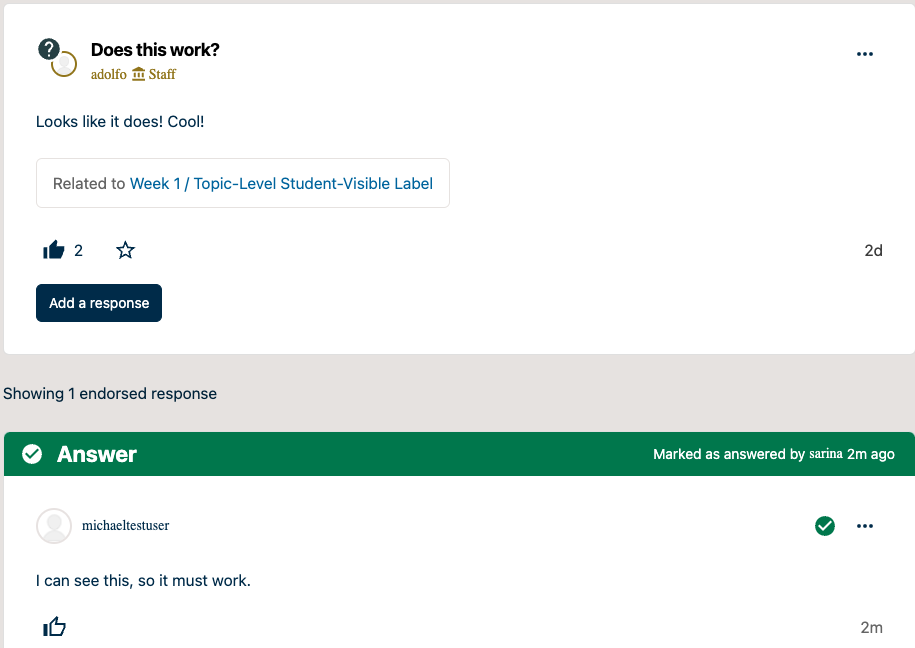 Does this work?
adolfo Staff
Looks like it does! Cool!
Related to Week 1 / Topic-Level Student-Visible Label
2
2d
Add a response
Showing 1 endorsed response
Answer
Marked as answered by sarina 2m ago
michaeltestuser
I can see this, so it must work.
2m